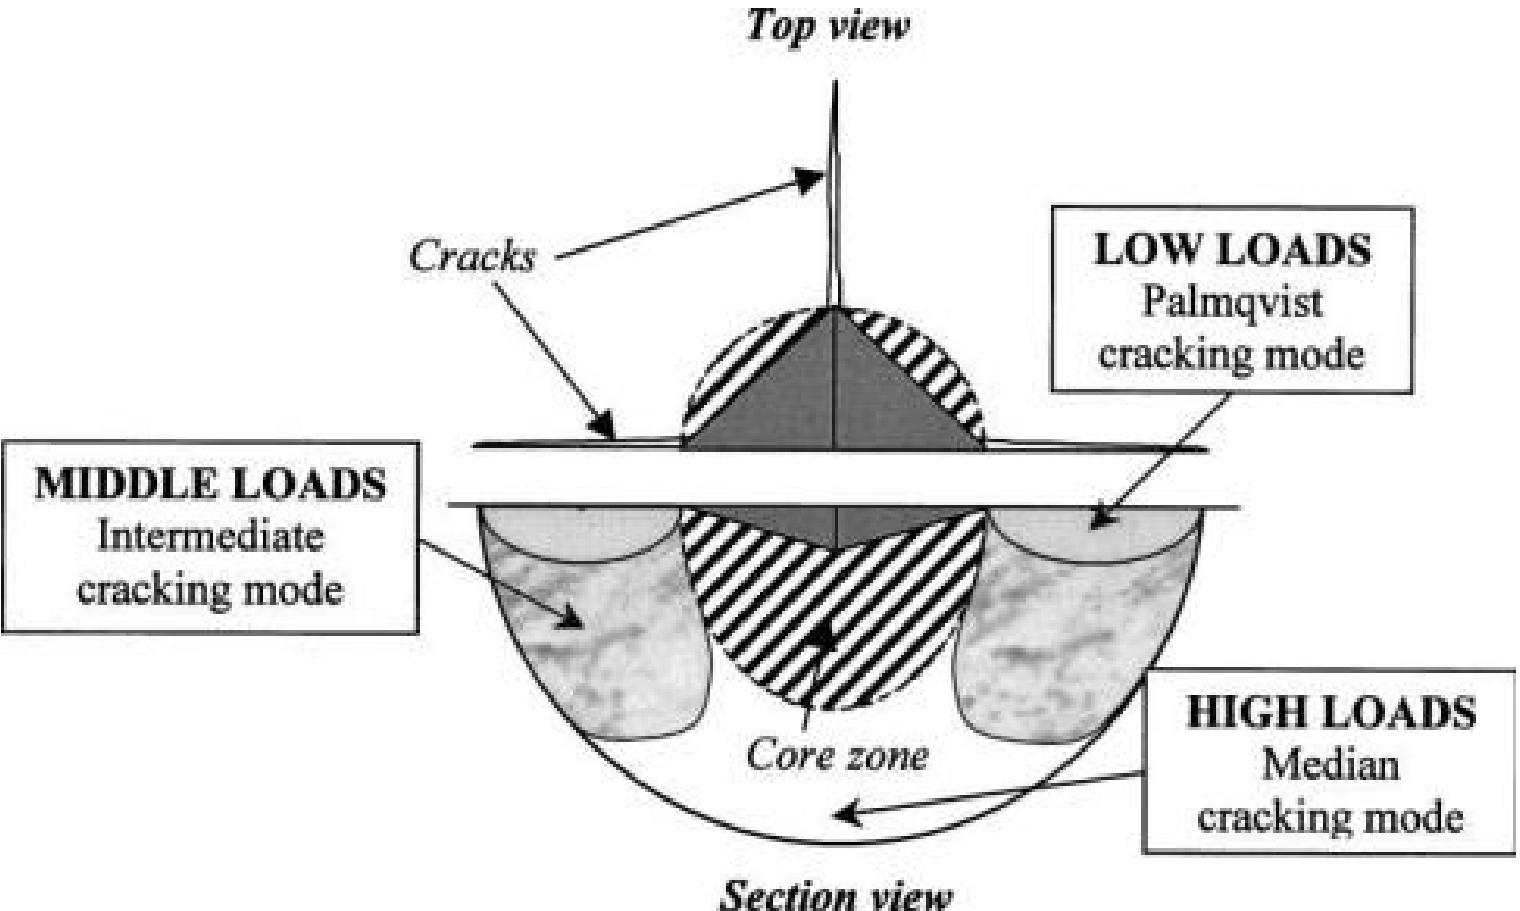 Top view
Cracks
LOW LOADS
Palmqvist
cracking mode
MIDDLE LOADS
Intermediate
cracking mode
Core zone
HIGH LOADS
Median
cracking mode
Section view